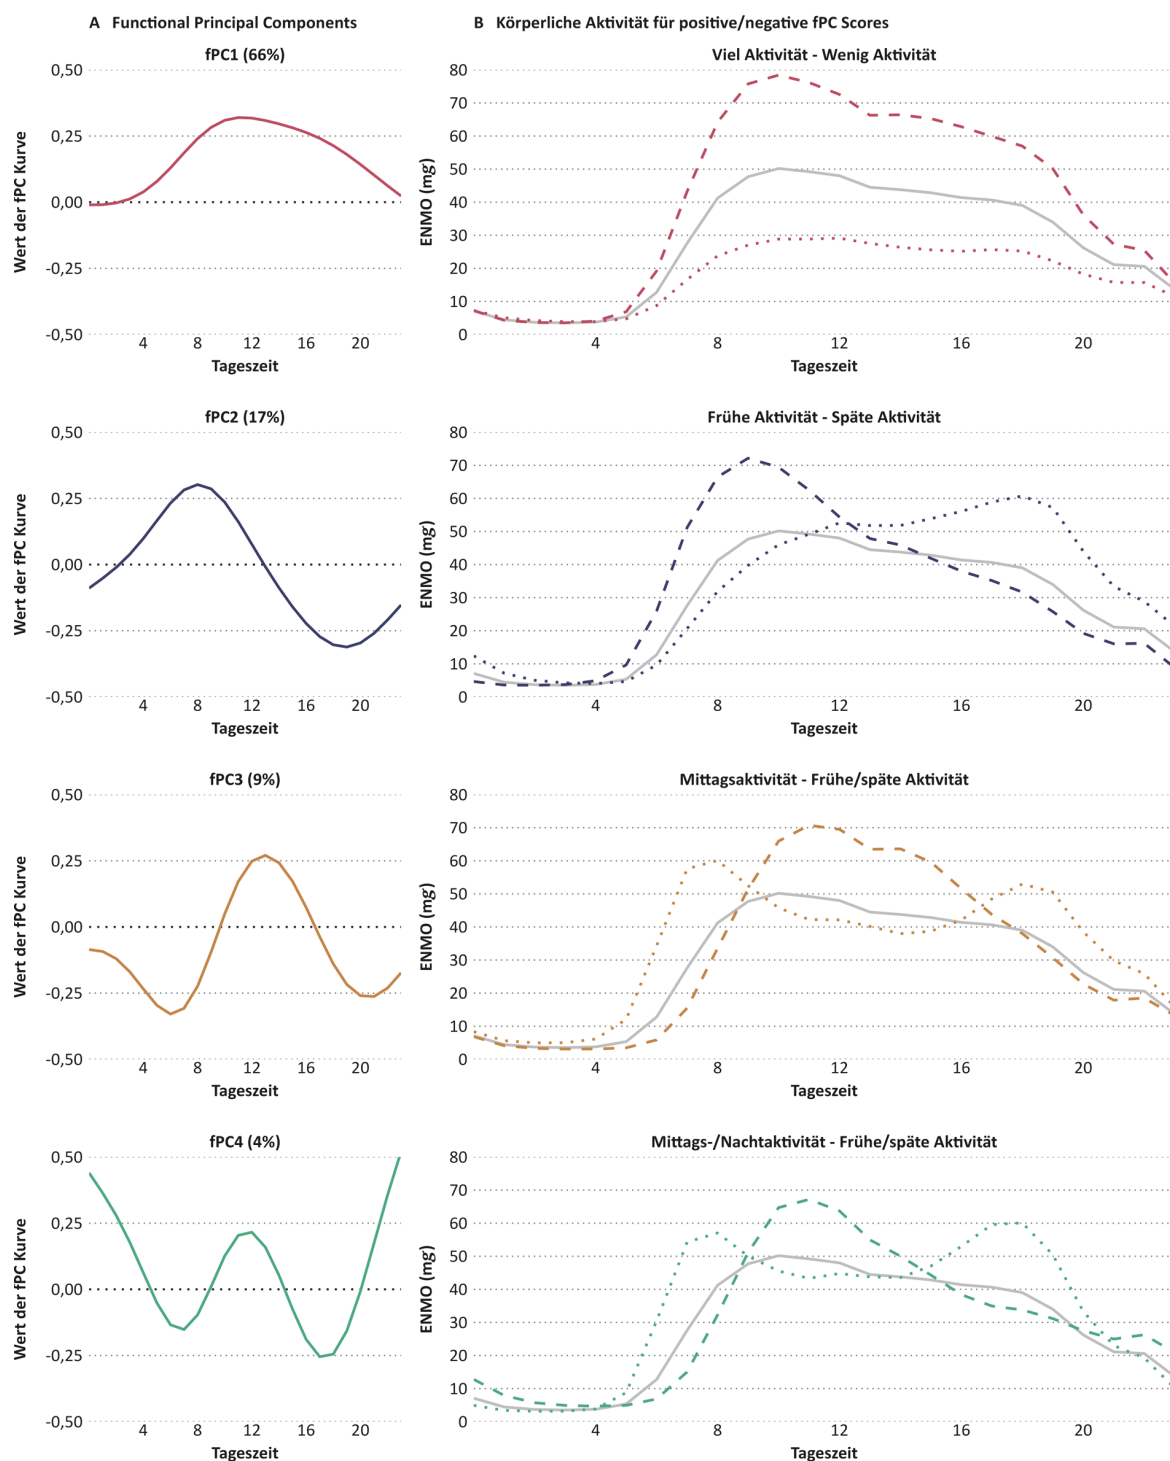 A Functional Principal Components
B Körperliche Aktivität für positive/negative fPC Scores
fPC1 (66%)
0,50
0,25
0,00
-0,25
-0,50
Wert der fPC Kurve
4 8 12 16 20
Tageszeit
Viel Aktivität - Wenig Aktivität
80
70
60
50
40
30
20
10
0
ENMO (mg)
4 8 12 16 20
Tageszeit
fPC2 (17%)
0,50
0,25
0,00
-0,25
-0,50
Wert der fPC Kurve
4 8 12 16 20
Tageszeit
Frühe Aktivität - Späte Aktivität
80
70
60
50
40
30
20
10
0
ENMO (mg)
4 8 12 16 20
Tageszeit
fPC3 (9%)
0,50
0,25
0,00
-0,25
-0,50
Wert der fPC Kurve
4 8 12 16 20
Tageszeit
Mittagsaktivität - Frühe/späte Aktivität
80
70
60
50
40
30
20
10
0
ENMO (mg)
4 8 12 16 20
Tageszeit
fPC4 (4%)
0,50
0,25
0,00
-0,25
-0,50
Wert der fPC Kurve
4 8 12 16 20
Tageszeit
Mittags-/Nachtaktivität - Frühe/späte Aktivität
80
70
60
50
40
30
20
10
0
ENMO (mg)
4 8 12 16 20
Tageszeit